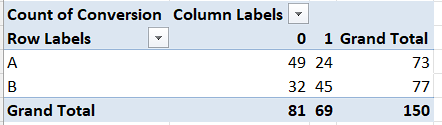 Count of Conversion Column Labels
Row Labels 0 1 Grand Total
A 49 24 73
B 32 45 77
Grand Total 81 69 150